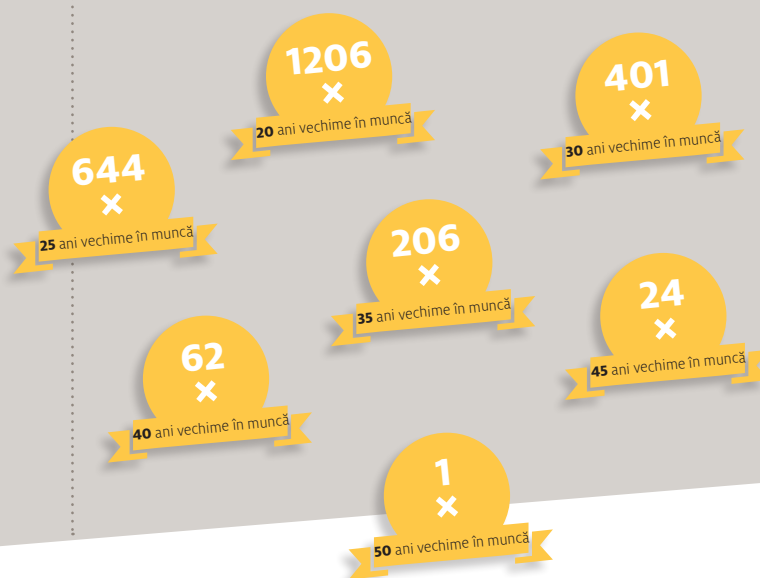 1206
×
20 ani vechime în muncă
401
×
30 ani vechime în muncă
644
×
25 ani vechime în muncă
206
×
35 ani vechime în muncă
24
×
45 ani vechime în muncă
62
×
40 ani vechime în muncă
1
×
50 ani vechime în muncă